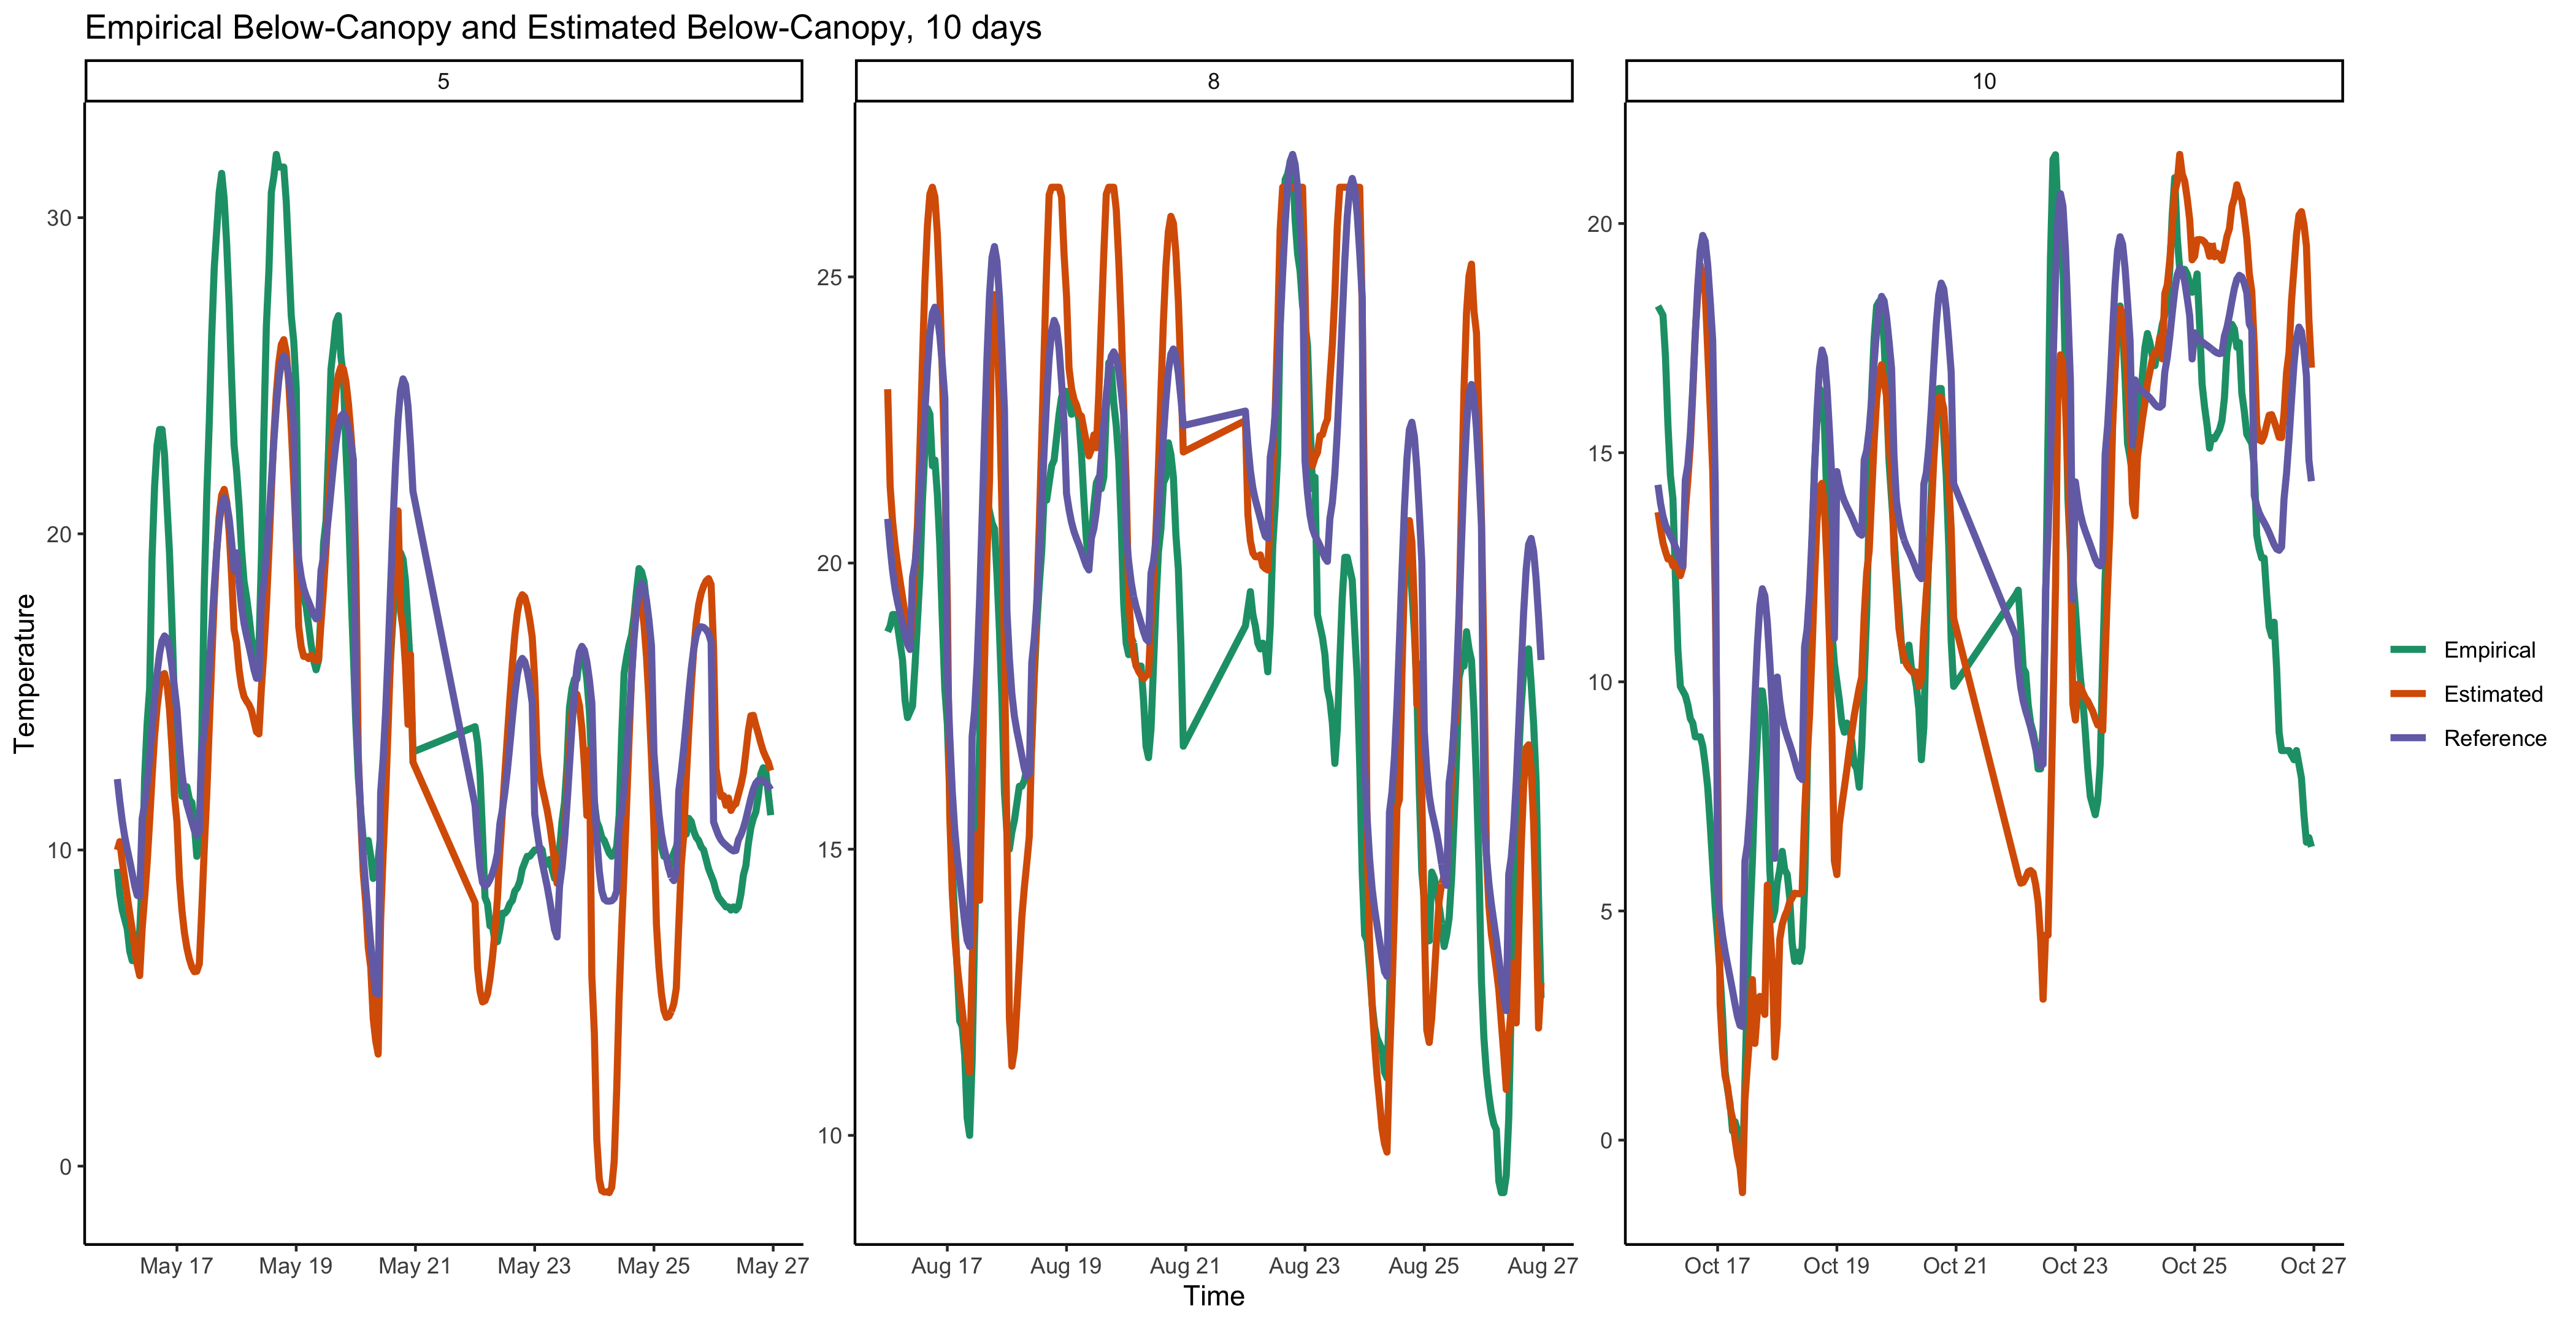 Empirical Below-Canopy and Estimated Below-Canopy, 10 days
5
8
10
Temperature
30
20
10
0
25
20
15
10
20
15
10
5
0
May 17 May 19 May 21 May 23 May 25 May 27
Aug 17 Aug 19 Aug 21 Aug 23 Aug 25 Aug 27
Oct 17 Oct 19 Oct 21 Oct 23 Oct 25 Oct 27
Time
Empirical
Estimated
Reference